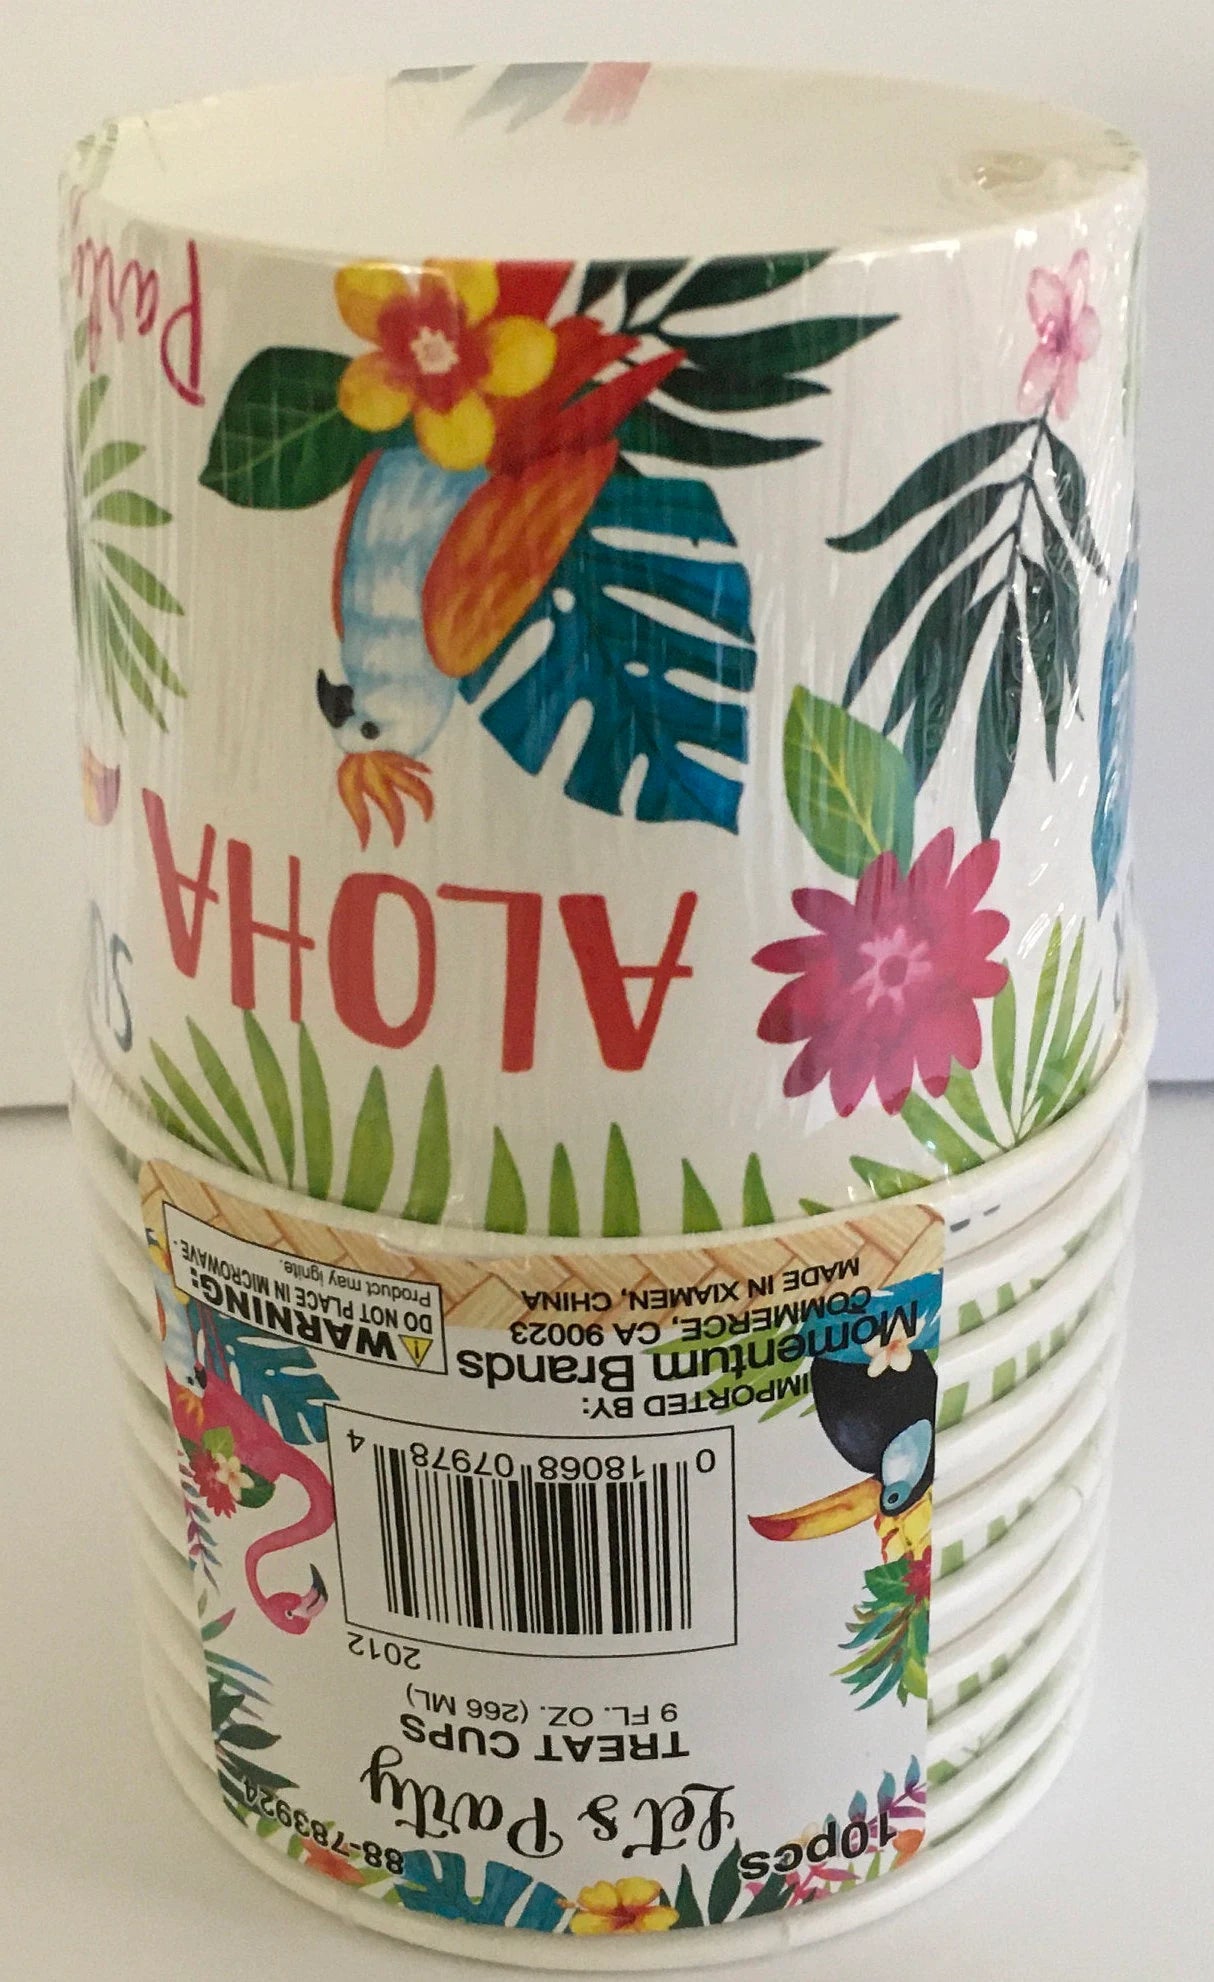 10pcs
88-783924
Let's Party
TREAT CUPS
9 FL. OZ. (266 ML)
2012
0 18068 07978 4
IMPORTED BY:
Momentum Brands
COMMERCE, CA 90023
MADE IN XIAMEN, CHINA
WARNING:
DO NOT PLACE IN MICROWAVE -
Product may ignite.
ALOHA